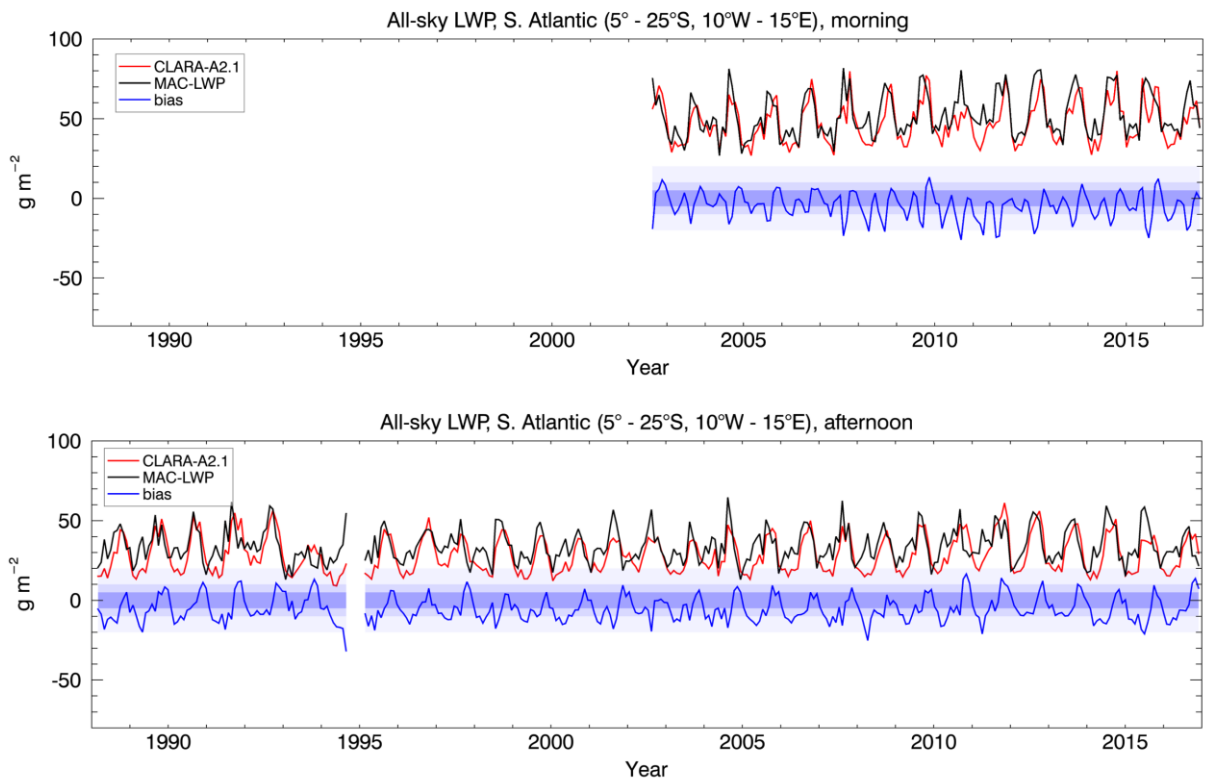 All-sky LWP, S. Atlantic (5° - 25°S, 10°W - 15°E), morning
100
50
0
-50
g m⁻²
CLARA-A2.1
MAC-LWP
bias
1990 1995 2000 2005 2010 2015
Year
All-sky LWP, S. Atlantic (5° - 25°S, 10°W - 15°E), afternoon
100
50
0
-50
g m⁻²
CLARA-A2.1
MAC-LWP
bias
1990 1995 2000 2005 2010 2015
Year